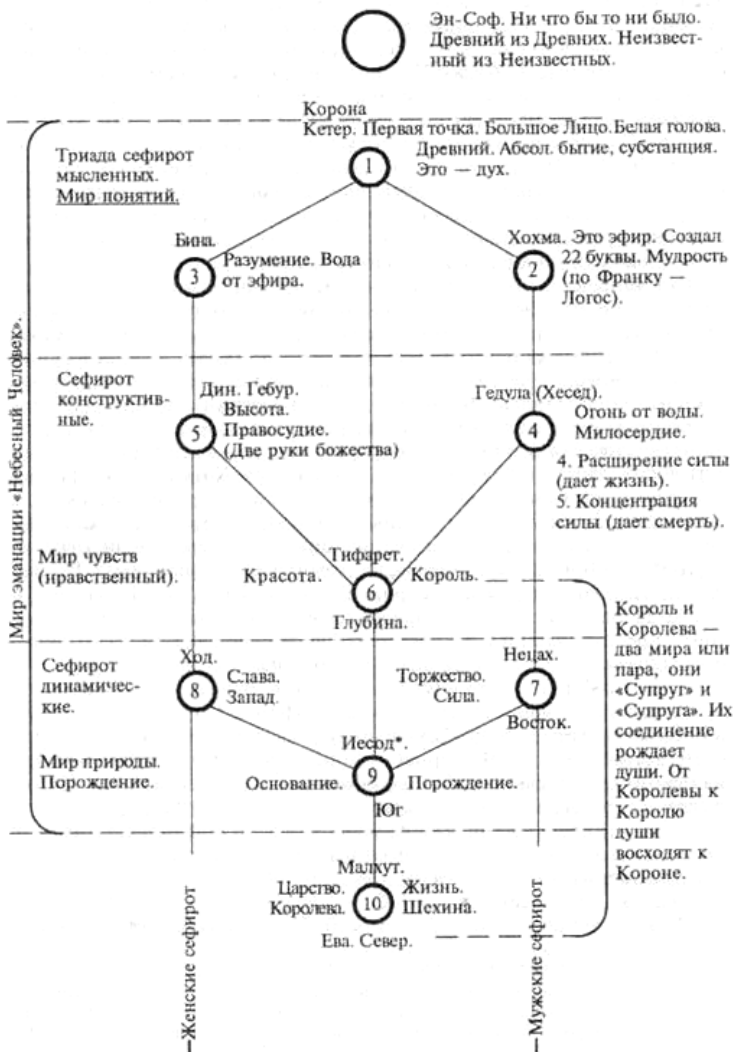 Эн-Соф. Ни что бы то ни было.
Древний из Древних. Неизвест-
ный из Неизвестных.
Корона
Кетер. Первая точка. Большое Лицо.Белая голова.
Древний. Абсол. бытие, субстанция.
Это — дух.
1
Триада сефирот
мысленных.
Мир понятий.
Бина.
Разумение. Вода
от эфира.
3
Хохма. Это эфир. Создал
22 буквы. Мудрость
(по Франку —
Логос).
2
Мир эманации «Небесный Человек».
Сефирот
конструктив-
ные.
Дин. Гебур.
Высота.
Правосудие.
(Две руки божества)
5
Гедула (Хесед).
Огонь от воды.
Милосердие.
4
4. Расширение силы
(дает жизнь).
5. Концентрация
силы (дает смерть).
Мир чувств
(нравственный).
Тифарет.
Красота.
6
Король.
Глубина.
Король и
Королева —
два мира или
пара, они
«Супруг» и
«Супруга». Их
соединение
рождает
души. От
Королевы к
Королю
души
восходят к
Короне.
Сефирот
динамичес-
кие.
Ход.
Слава.
Запад.
8
Нецах.
Торжество.
Сила.
7
Восток.
Мир природы.
Порождение.
Иесод*.
Основание.
9
Порождение.
Юг
Малхут.
Царство.
Королева.
10
Жизнь.
Шехина.
Ева. Север.
Женские сефирот
Мужские сефирот